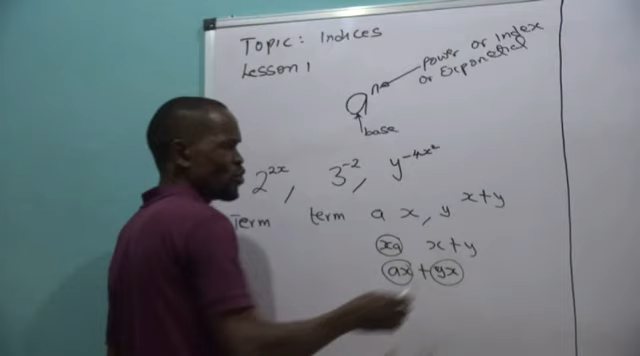 Topic: Indices
Lesson 1
power or Index
or Exponential
a n
base
2^2x, 3^-2, y^-4x²
Term term a x, y x+y
xa x+y
ax + yx